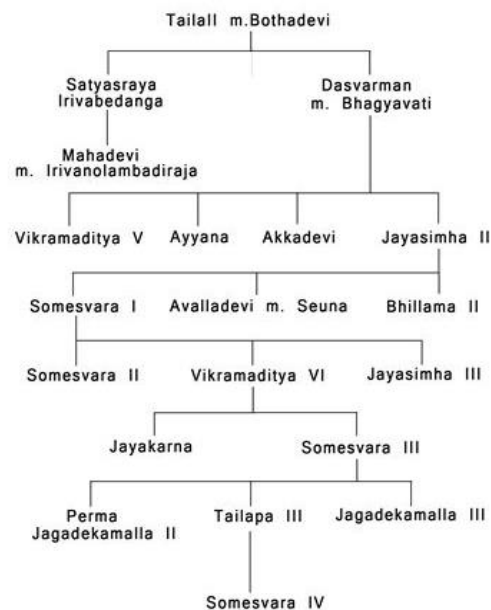 Tailall m.Bothadevi
Satyasraya
Irivabedanga
Dasvarman
m. Bhagyavati
Mahadevi
m. Irivanolambadiraja
Vikramaditya V
Ayyana
Akkadevi
Jayasimha II
Somesvara I
Avalladevi m. Seuna
Bhillama II
Somesvara II
Vikramaditya VI
Jayasimha III
Jayakarna
Somesvara III
Perma
Jagadekamalla II
Tailapa III
Jagadekamalla III
Somesvara IV